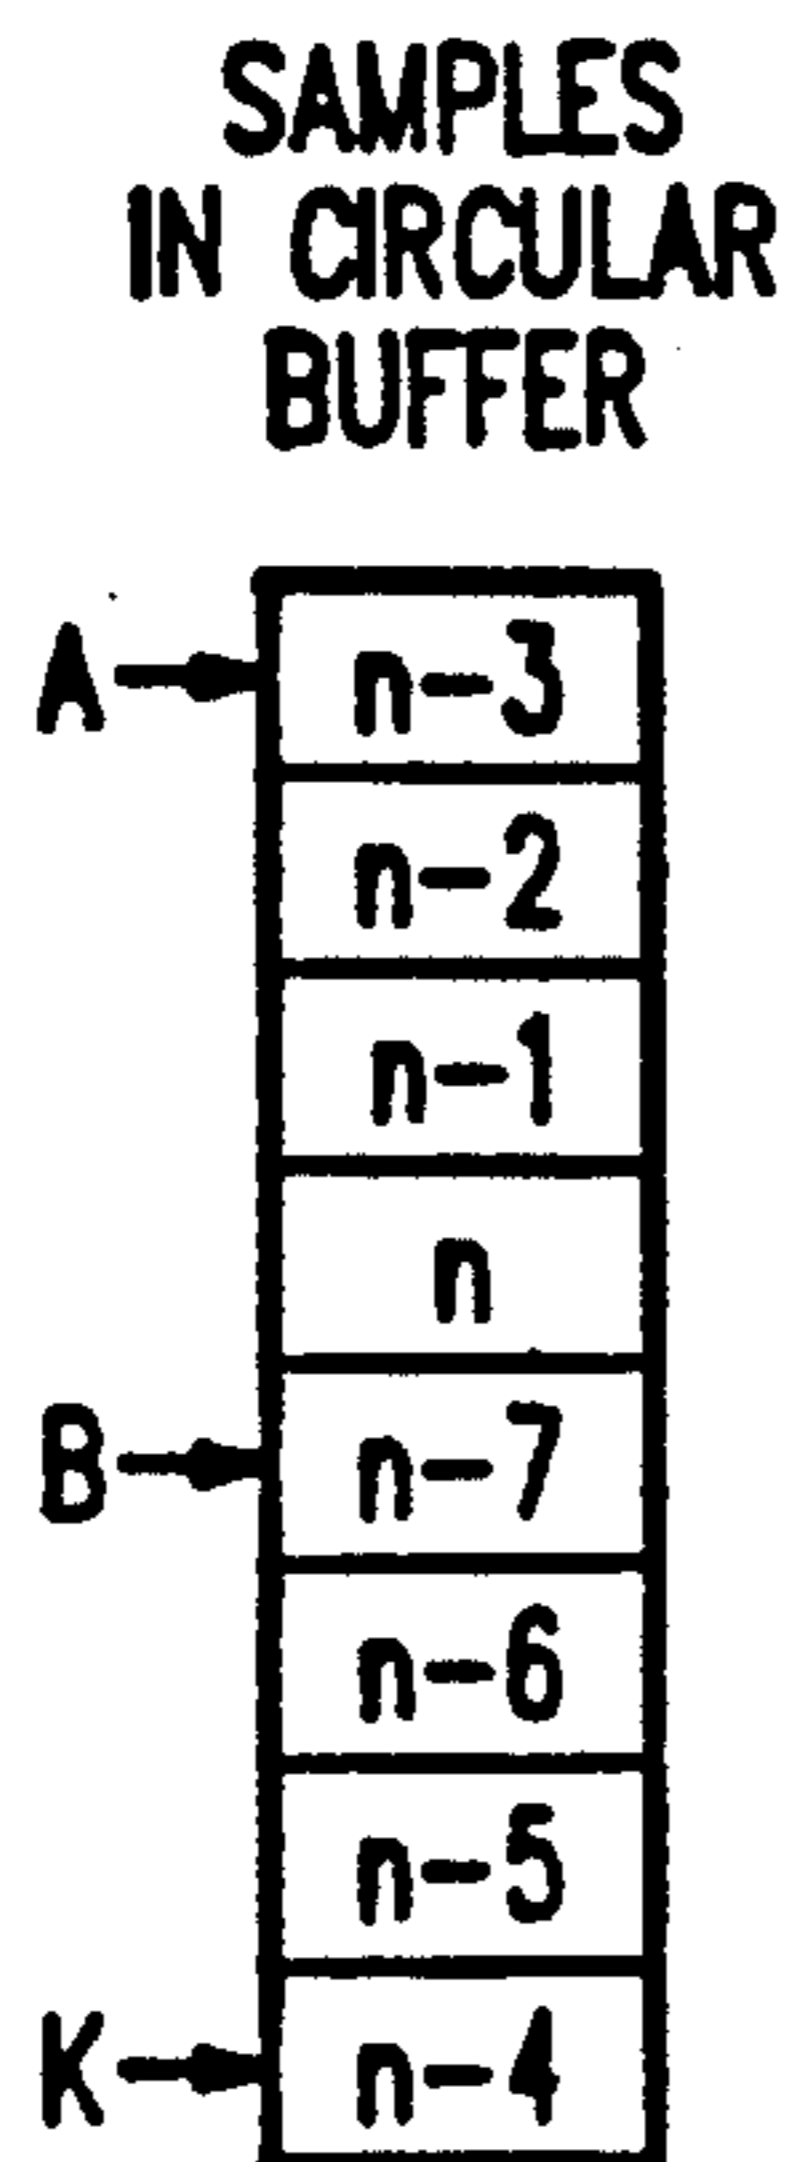 SAMPLES
IN CIRCULAR
BUFFER
A n-3
n-2
n-1
n
B n-7
n-6
n-5
K n-4